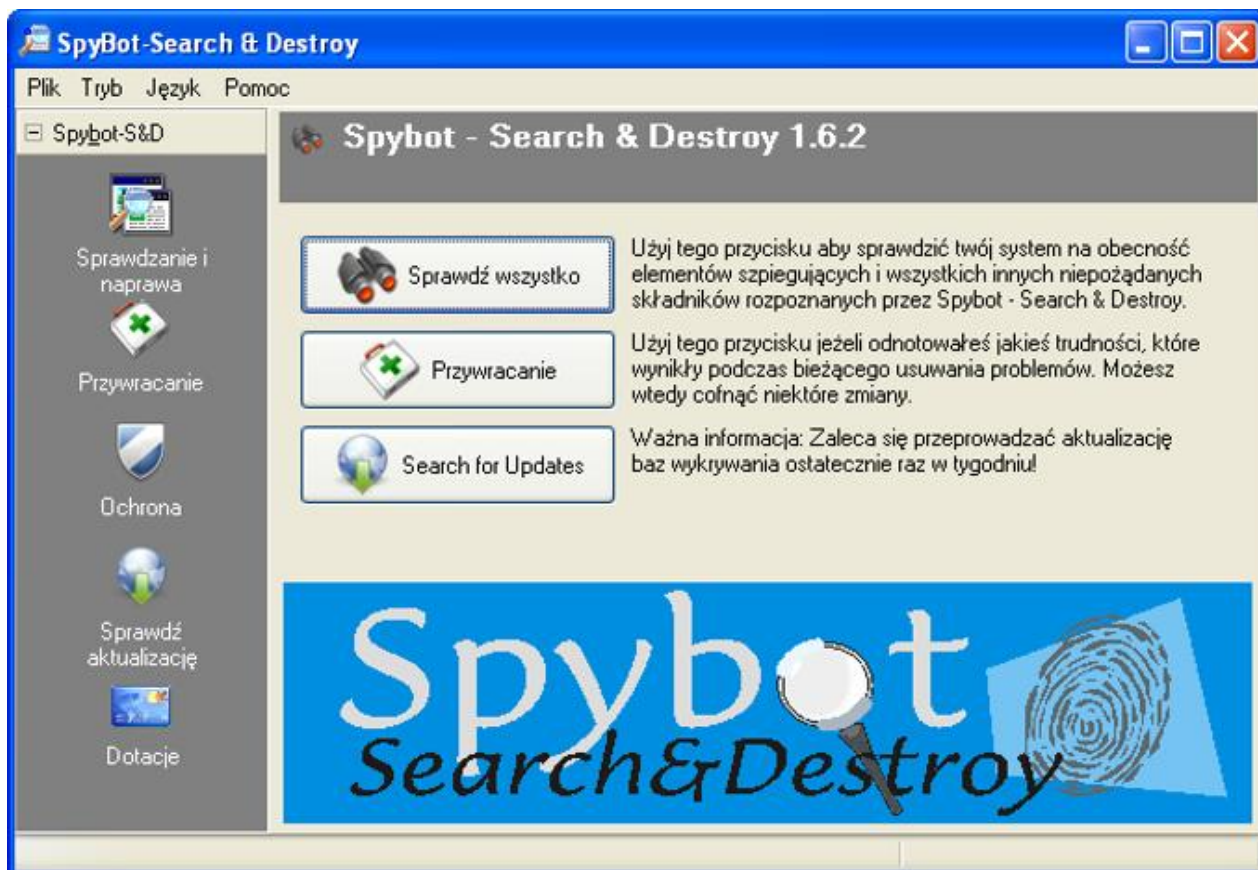 SpyBot-Search & Destroy
Plik Tryb Język Pomoc
Spybot-S&D
Sprawdzanie i
naprawa
Przywracanie
Ochrona
Sprawdź
aktualizację
Dotacje
Spybot - Search & Destroy 1.6.2
Sprawdź wszystko
Użyj tego przycisku aby sprawdzić twój system na obecność
elementów szpiegujących i wszystkich innych niepożądanych
składników rozpoznanych przez Spybot - Search & Destroy.
Przywracanie
Użyj tego przycisku jeżeli odnotowałeś jakieś trudności, które
wynikły podczas bieżącego usuwania problemów. Możesz
wtedy cofnąć niektóre zmiany.
Search for Updates
Ważna informacja: Zaleca się przeprowadzać aktualizację
baz wykrywania ostatecznie raz w tygodniu!
Spybot
Search&Destroy